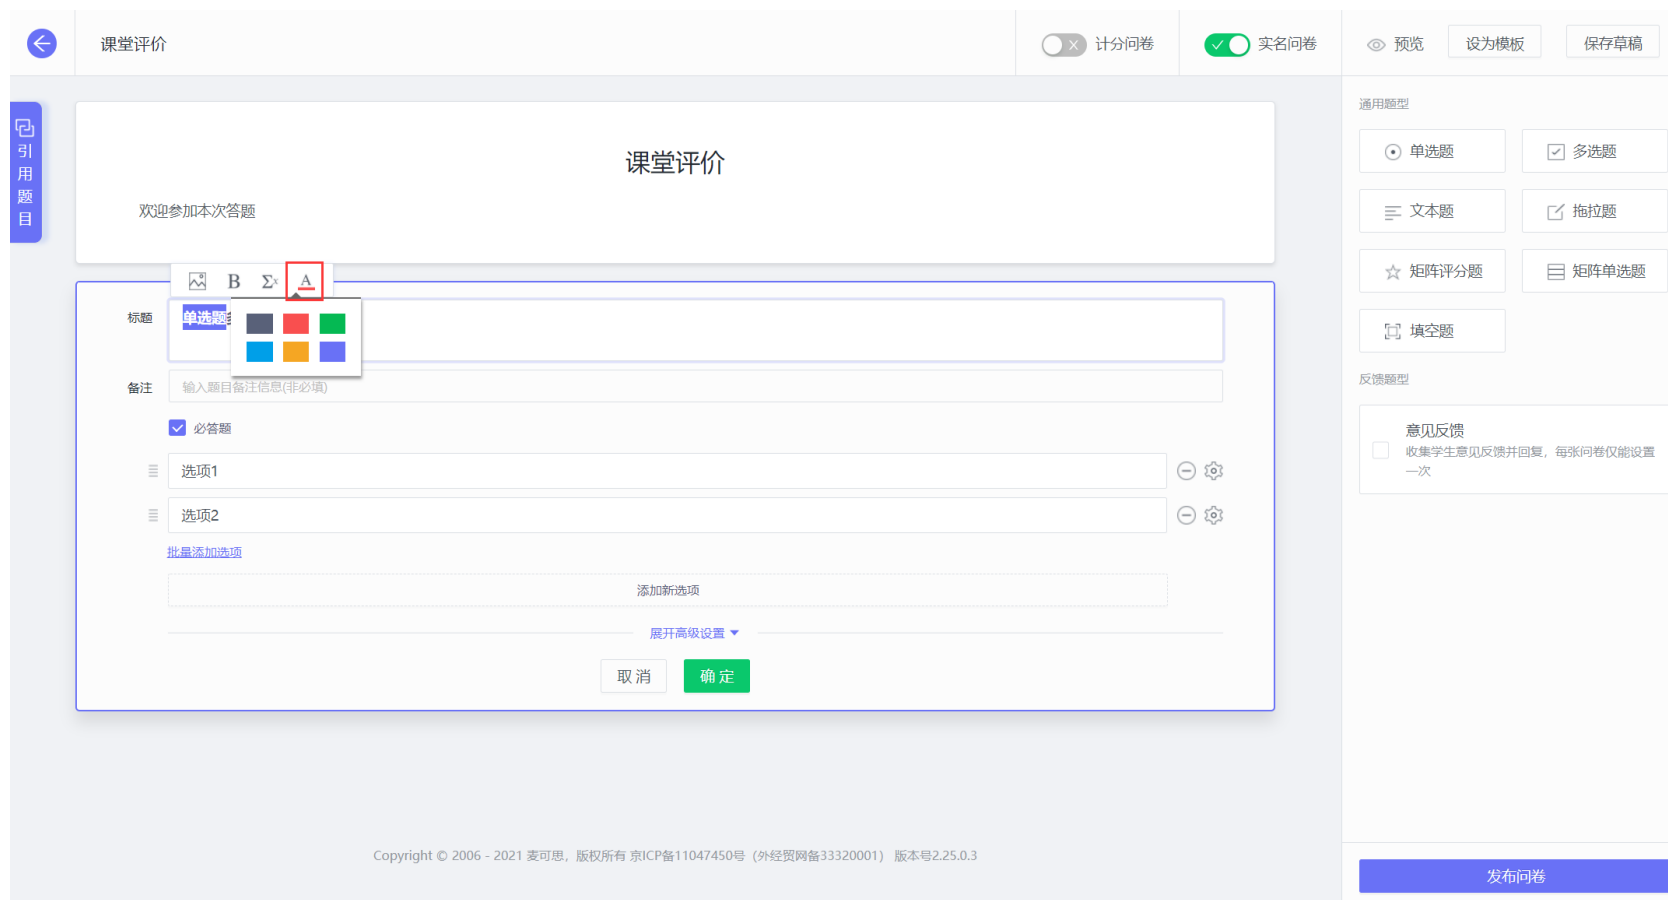 课堂评价
计分问卷
实名问卷
预览
设为模板
保存草稿
引用题目
课堂评价
欢迎参加本次答题
B Σx A
标题
单选题
备注
输入题目备注信息(非必填)
必答题
选项1
选项2
批量添加选项
添加新选项
展开高级设置
取 消
确 定
Copyright © 2006 - 2021 麦可思，版权所有 京ICP备11047450号（外经贸网备33320001） 版本号2.25.0.3
通用题型
单选题
多选题
文本题
拖拉题
矩阵评分题
矩阵单选题
填空题
反馈题型
意见反馈
收集学生意见反馈并回复，每张问卷仅能设置
一次
发布问卷